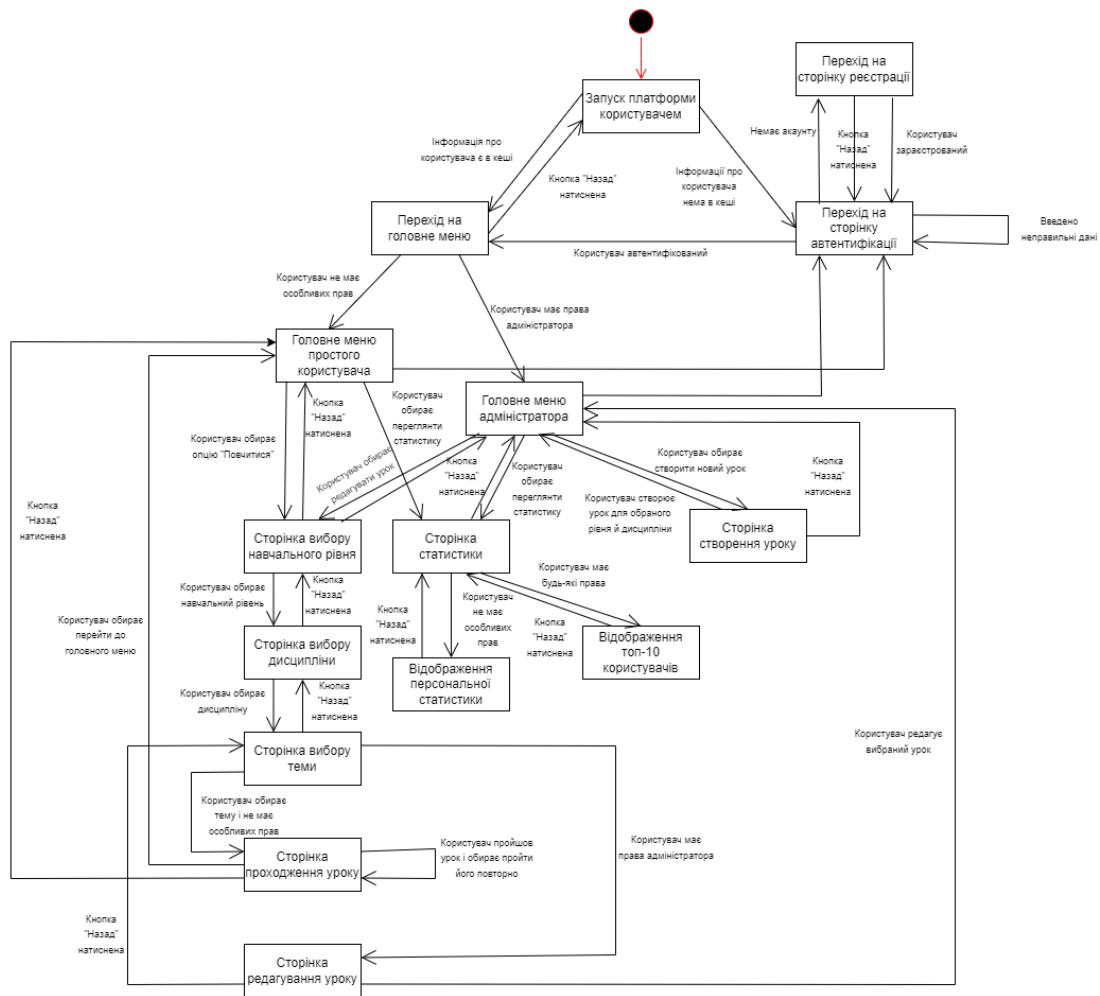 Перехід на
сторінку реєстрації
Запуск платформи
користувачем
Немає акаунту
Кнопка
"Назад"
натиснена
Користувач
зараєстрований
Інформація про
користувача є в кеші
Кнопка "Назад"
натиснена
Інформації про
користувача
нема в кеші
Перехід на
головне меню
Перехід на
сторінку
автентифікації
Введено
неправильні дані
Користувач автентифікований
Користувач не має
особливих прав
Користувач має права
адміністратора
Головне меню
простого
користувача
Головне меню
адміністратора
Користувач обирає
опцію "Повчитися"
Кнопка
"Назад"
натиснена
Користувач
обирає
переглянти
статистику
Користувач обирає
редагувати урок
Кнопка
"Назад"
натиснена
Користувач
обирає
переглянти
статистику
Користувач обирає
створити новий урок
Користувач створює
урок для обраного
рівня й дисципліни
Кнопка
"Назад"
натиснена
Кнопка
"Назад"
натиснена
Сторінка вибору
навчального рівня
Сторінка
статистики
Сторінка
створення уроку
Користувач обирає
навчальний рівень
Кнопка
"Назад"
натиснена
Кнопка
"Назад"
натиснена
Користувач
не має
особливих
прав
Користувач має
будь-які права
Кнопка
"Назад"
натиснена
Користувач обирає
перейти до
головного меню
Сторінка вибору
дисципліни
Відображення
персональної
статистики
Відображення
топ-10
користувачів
Користувач обирає
дисципліну
Кнопка
"Назад"
натиснена
Сторінка вибору
теми
Користувач редагує
вибраний урок
Користувач обирає
тему і не має
особливих прав
Сторінка
проходження уроку
Користувач пройшов
урок і обирає пройти
його повторно
Користувач має
права адміністратора
Кнопка
"Назад"
натиснена
Сторінка
редагування уроку